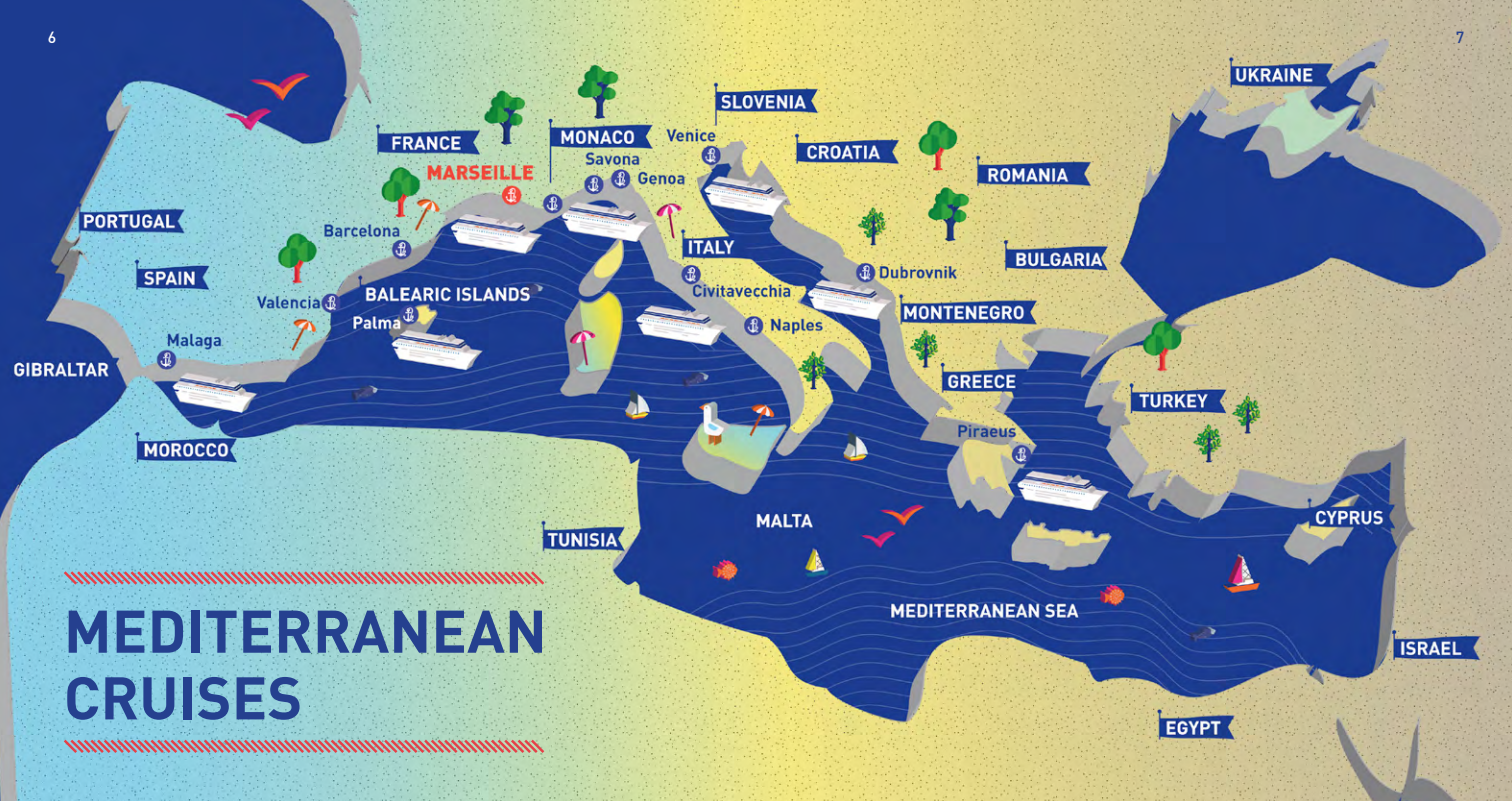 6
7
UKRAINE
SLOVENIA
FRANCE
MONACO
Venice
CROATIA
Savona
MARSEILLE
Genoa
ROMANIA
PORTUGAL
Barcelona
ITALY
SPAIN
BULGARIA
Dubrovnik
BALEARIC ISLANDS
Civitavecchia
Valencia
MONTENEGRO
Palma
Naples
Malaga
GIBRALTAR
GREECE
TURKEY
MOROCCO
Piraeus
MALTA
CYPRUS
TUNISIA
MEDITERRANEAN SEA
MEDITERRANEAN
CRUISES
ISRAEL
EGYPT